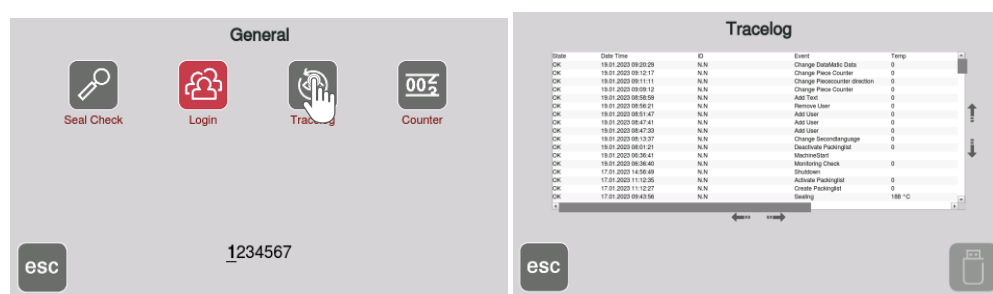 General
Seal Check
Login
Tracelog
Counter
1234567
esc
Tracelog
State Date Time ID Event Temp
OK 19.01.2023 09:20:29 N.N Change DataMatic Data 0
OK 19.01.2023 09:12:17 N.N Change Piece Counter 0
OK 19.01.2023 09:11:11 N.N Change Piececounter direction 0
OK 19.01.2023 09:09:12 N.N Change Piece Counter 0
OK 19.01.2023 08:58:59 N.N Add Text 0
OK 19.01.2023 08:56:21 N.N Remove User 0
OK 19.01.2023 08:51:47 N.N Add User 0
OK 19.01.2023 08:47:41 N.N Add User 0
OK 19.01.2023 08:47:33 N.N Add User 0
OK 19.01.2023 08:13:37 N.N Change Secondlanguage 0
OK 19.01.2023 08:01:21 N.N Deactivate Packinglist 0
OK 19.01.2023 06:36:41 N.N MachineStart
OK 19.01.2023 06:36:40 N.N Monitoring Check 0
OK 17.01.2023 14:56:49 N.N Shutdown
OK 17.01.2023 11:12:35 N.N Activate Packinglist 0
OK 17.01.2023 11:12:27 N.N Create Packinglist 0
OK 17.01.2023 09:43:56 N.N Sealing 188 °C
esc